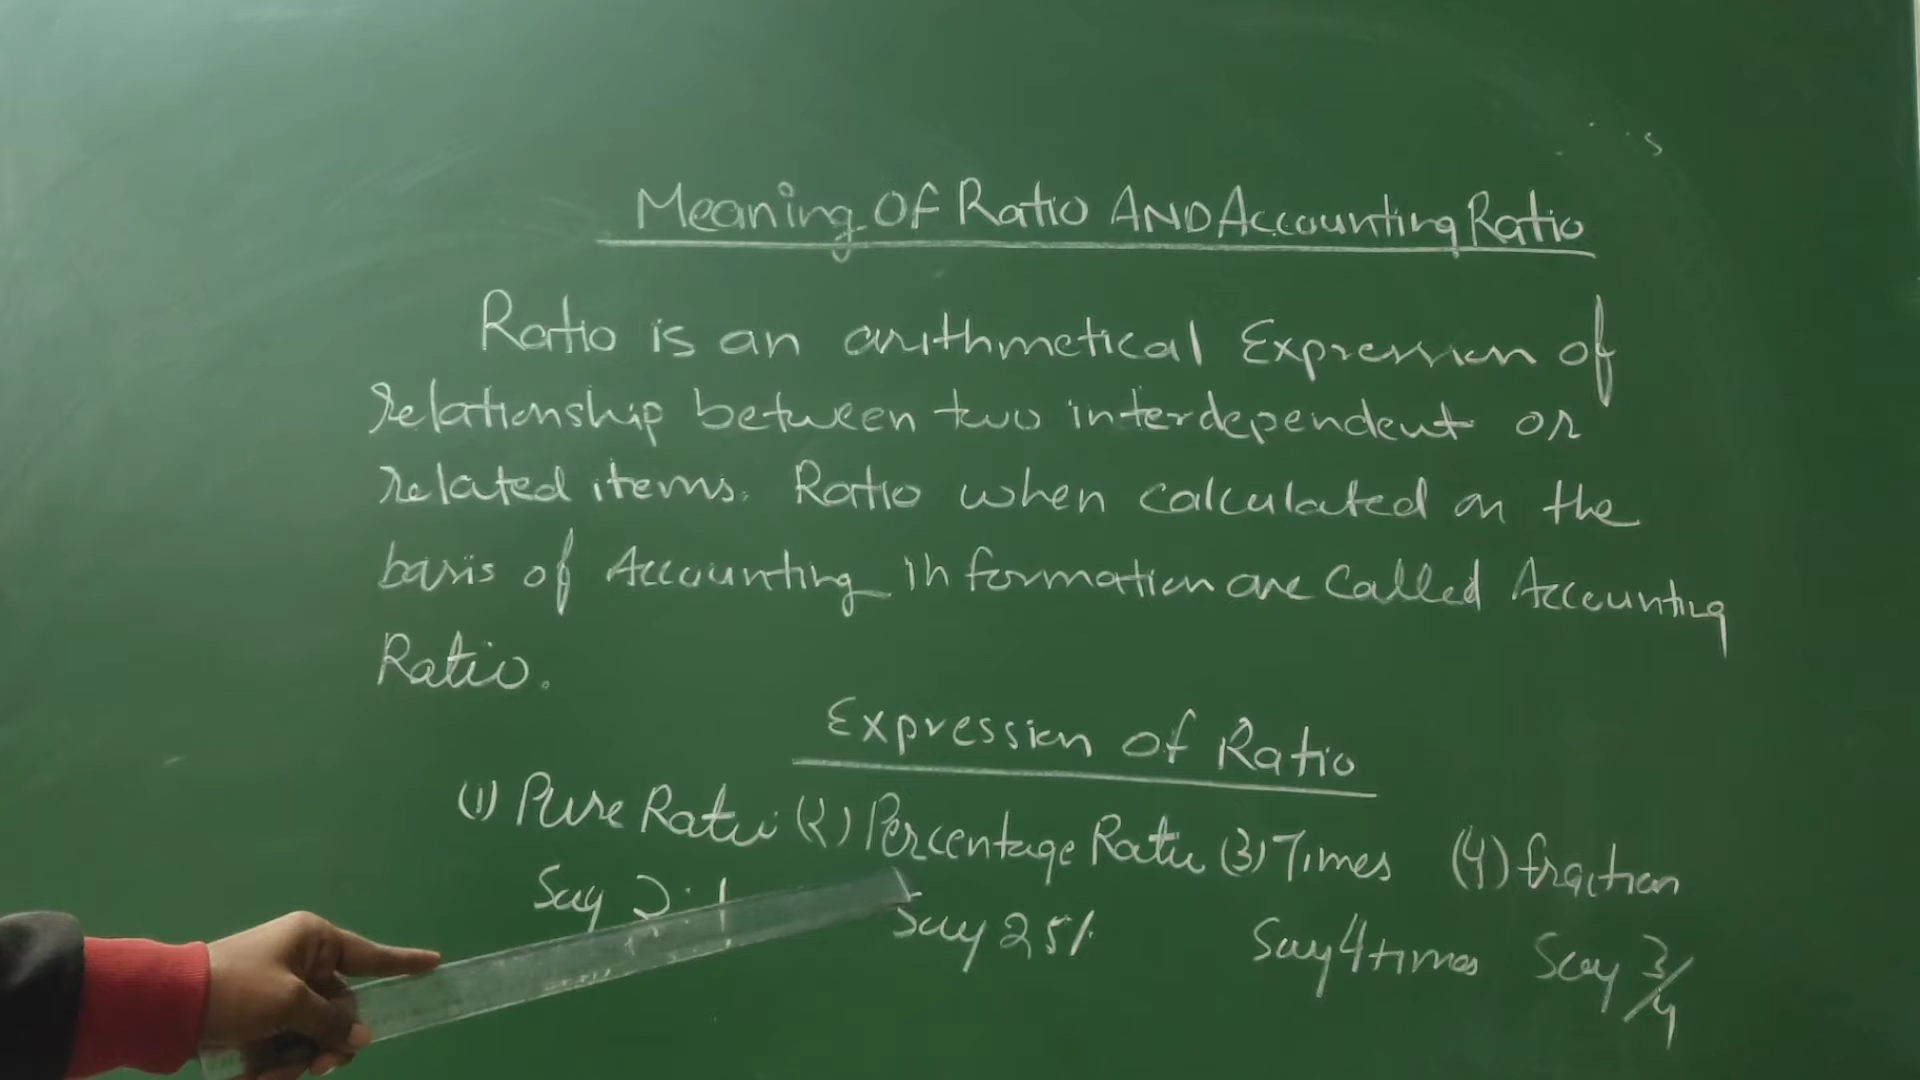 Meaning Of Ratio AND Accounting Ratio
Ratio is an arithmetical Expression of
relationship between two interdependent or
related items. Ratio when calculated on the
basis of Accounting information are called Accounting
Ratio.
Expression of Ratio
(1) Pure Ratio (2) Percentage Ratio (3) Times (4) fraction
Say 2:1 Say 25% Say 4 times Say 3/4